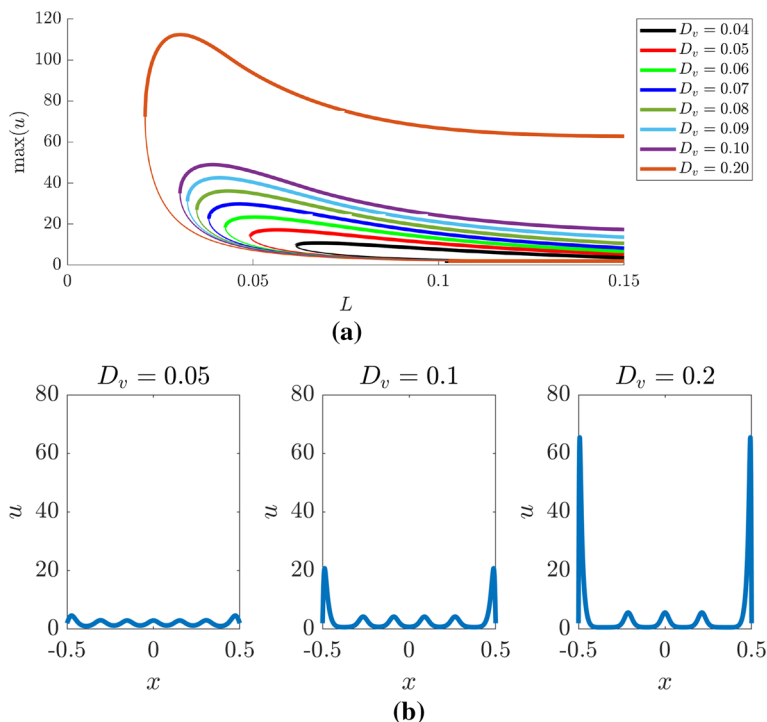 120
100
80
60
40
20
0
max(u)
0
0.05
0.1
0.15
L
D_v = 0.04
D_v = 0.05
D_v = 0.06
D_v = 0.07
D_v = 0.08
D_v = 0.09
D_v = 0.10
D_v = 0.20
(a)
D_v = 0.05
80
60
40
20
0
u
-0.5 0 0.5
x
D_v = 0.1
80
60
40
20
0
u
-0.5 0 0.5
x
D_v = 0.2
80
60
40
20
0
u
-0.5 0 0.5
x
(b)